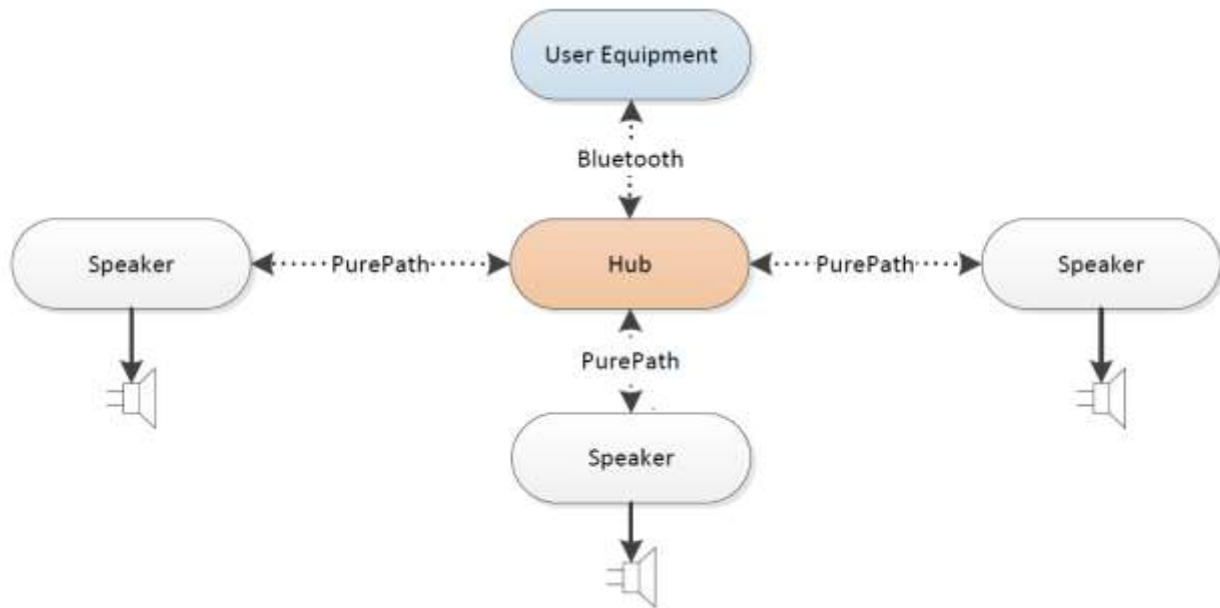 User Equipment
Bluetooth
Speaker
PurePath
Hub
PurePath
Speaker
PurePath
Speaker